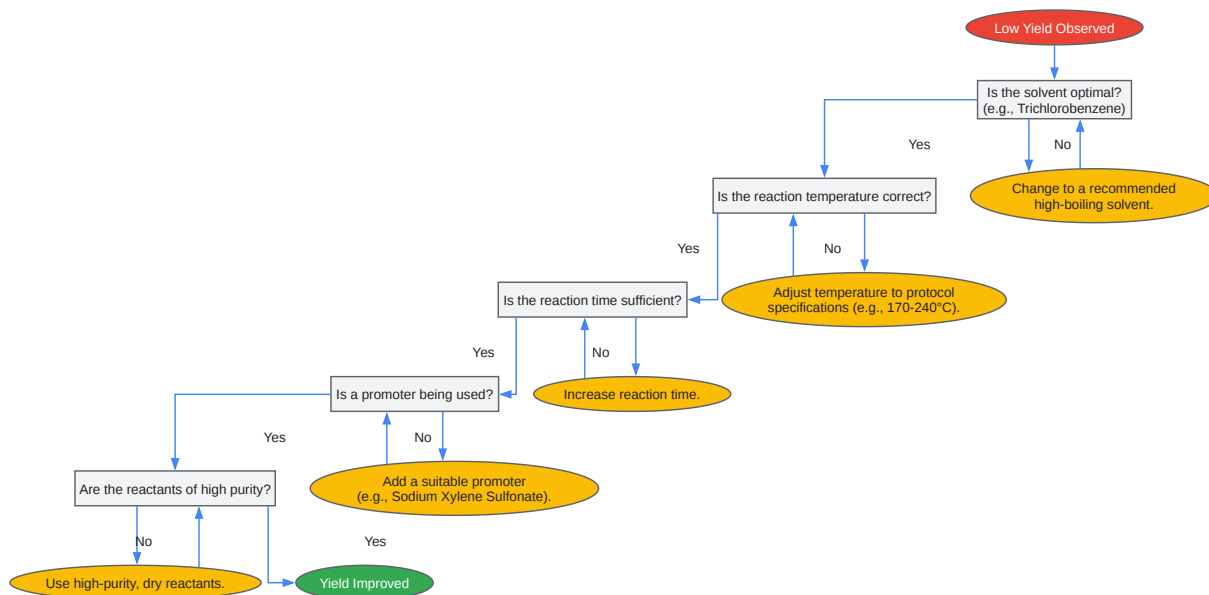 Low Yield Observed
Is the solvent optimal?
(e.g., Trichlorobenzene)
Yes
No
Change to a recommended
high-boiling solvent.
Is the reaction temperature correct?
Yes
No
Adjust temperature to protocol
specifications (e.g., 170-240°C).
Is the reaction time sufficient?
Yes
No
Increase reaction time.
Is a promoter being used?
Yes
No
Add a suitable promoter
(e.g., Sodium Xylene Sulfonate).
Are the reactants of high purity?
No
Yes
Use high-purity, dry reactants.
Yield Improved